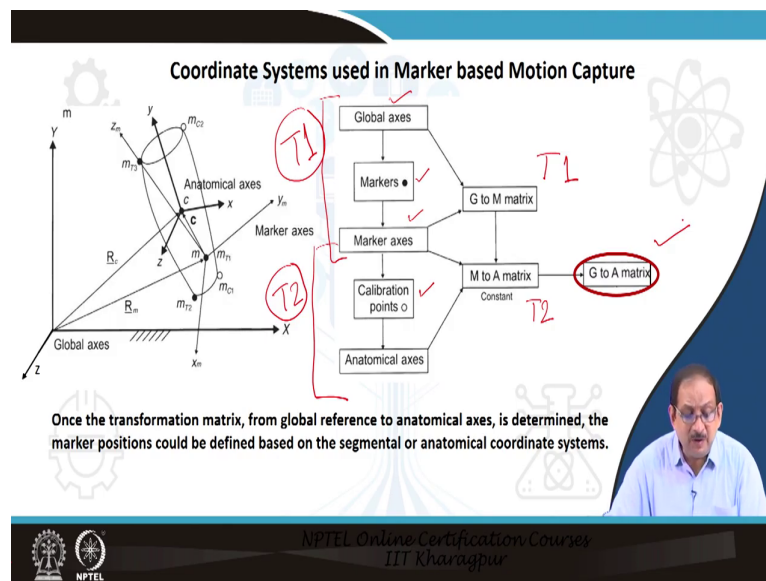 Coordinate Systems used in Marker based Motion Capture
m
Y
y
z_m
m_C2
m_T3
Anatomical axes
c
x
c
y_m
Marker axes
z
m
m_T1
m_C1
R_c
R_m
m_T2
X
Global axes
x_m
Z
T1
Global axes
Markers
Marker axes
T2
Calibration
points
Anatomical axes
T1
G to M matrix
M to A matrix
Constant
T2
G to A matrix
Once the transformation matrix, from global reference to anatomical axes, is determined, the
marker positions could be defined based on the segmental or anatomical coordinate systems.
NPTEL Online Certification Courses
IIT Kharagpur
NPTEL